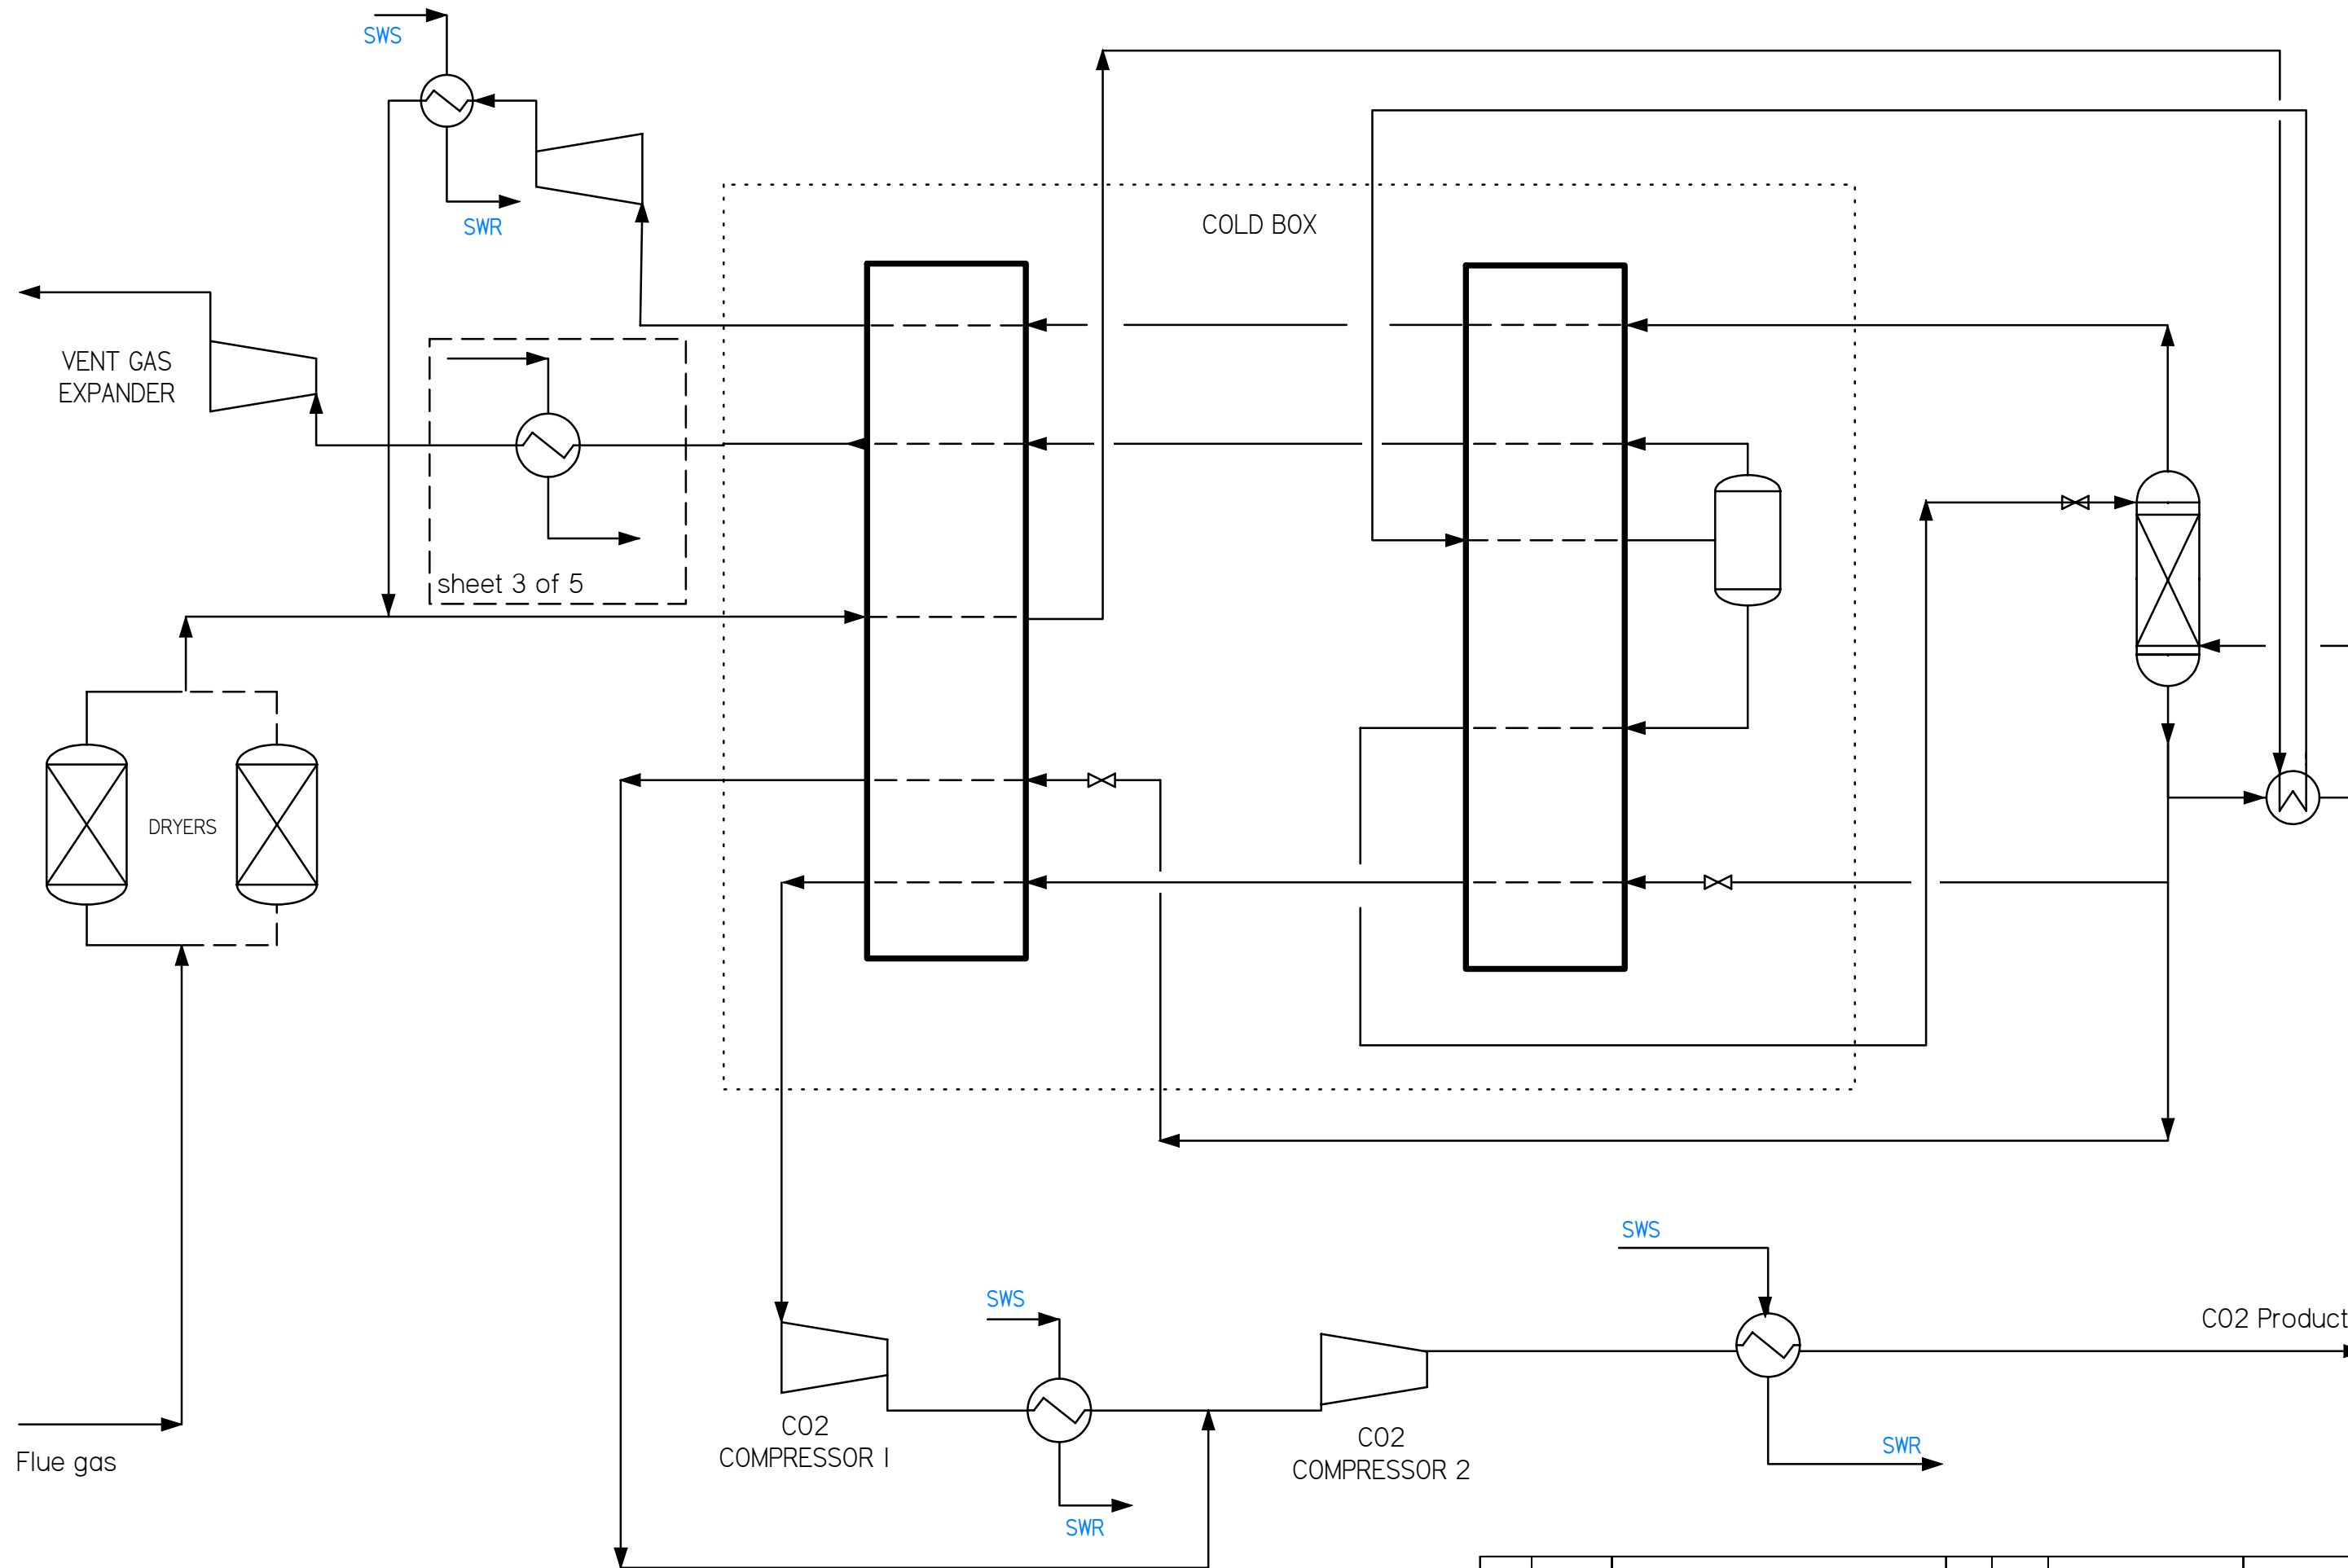 SWS
SWR
COLD BOX
VENT GAS
EXPANDER
sheet 3 of 5
DRYERS
SWS
SWS
CO2 Product
CO2
COMPRESSOR 1
CO2
COMPRESSOR 2
SWR
Flue gas
SWR